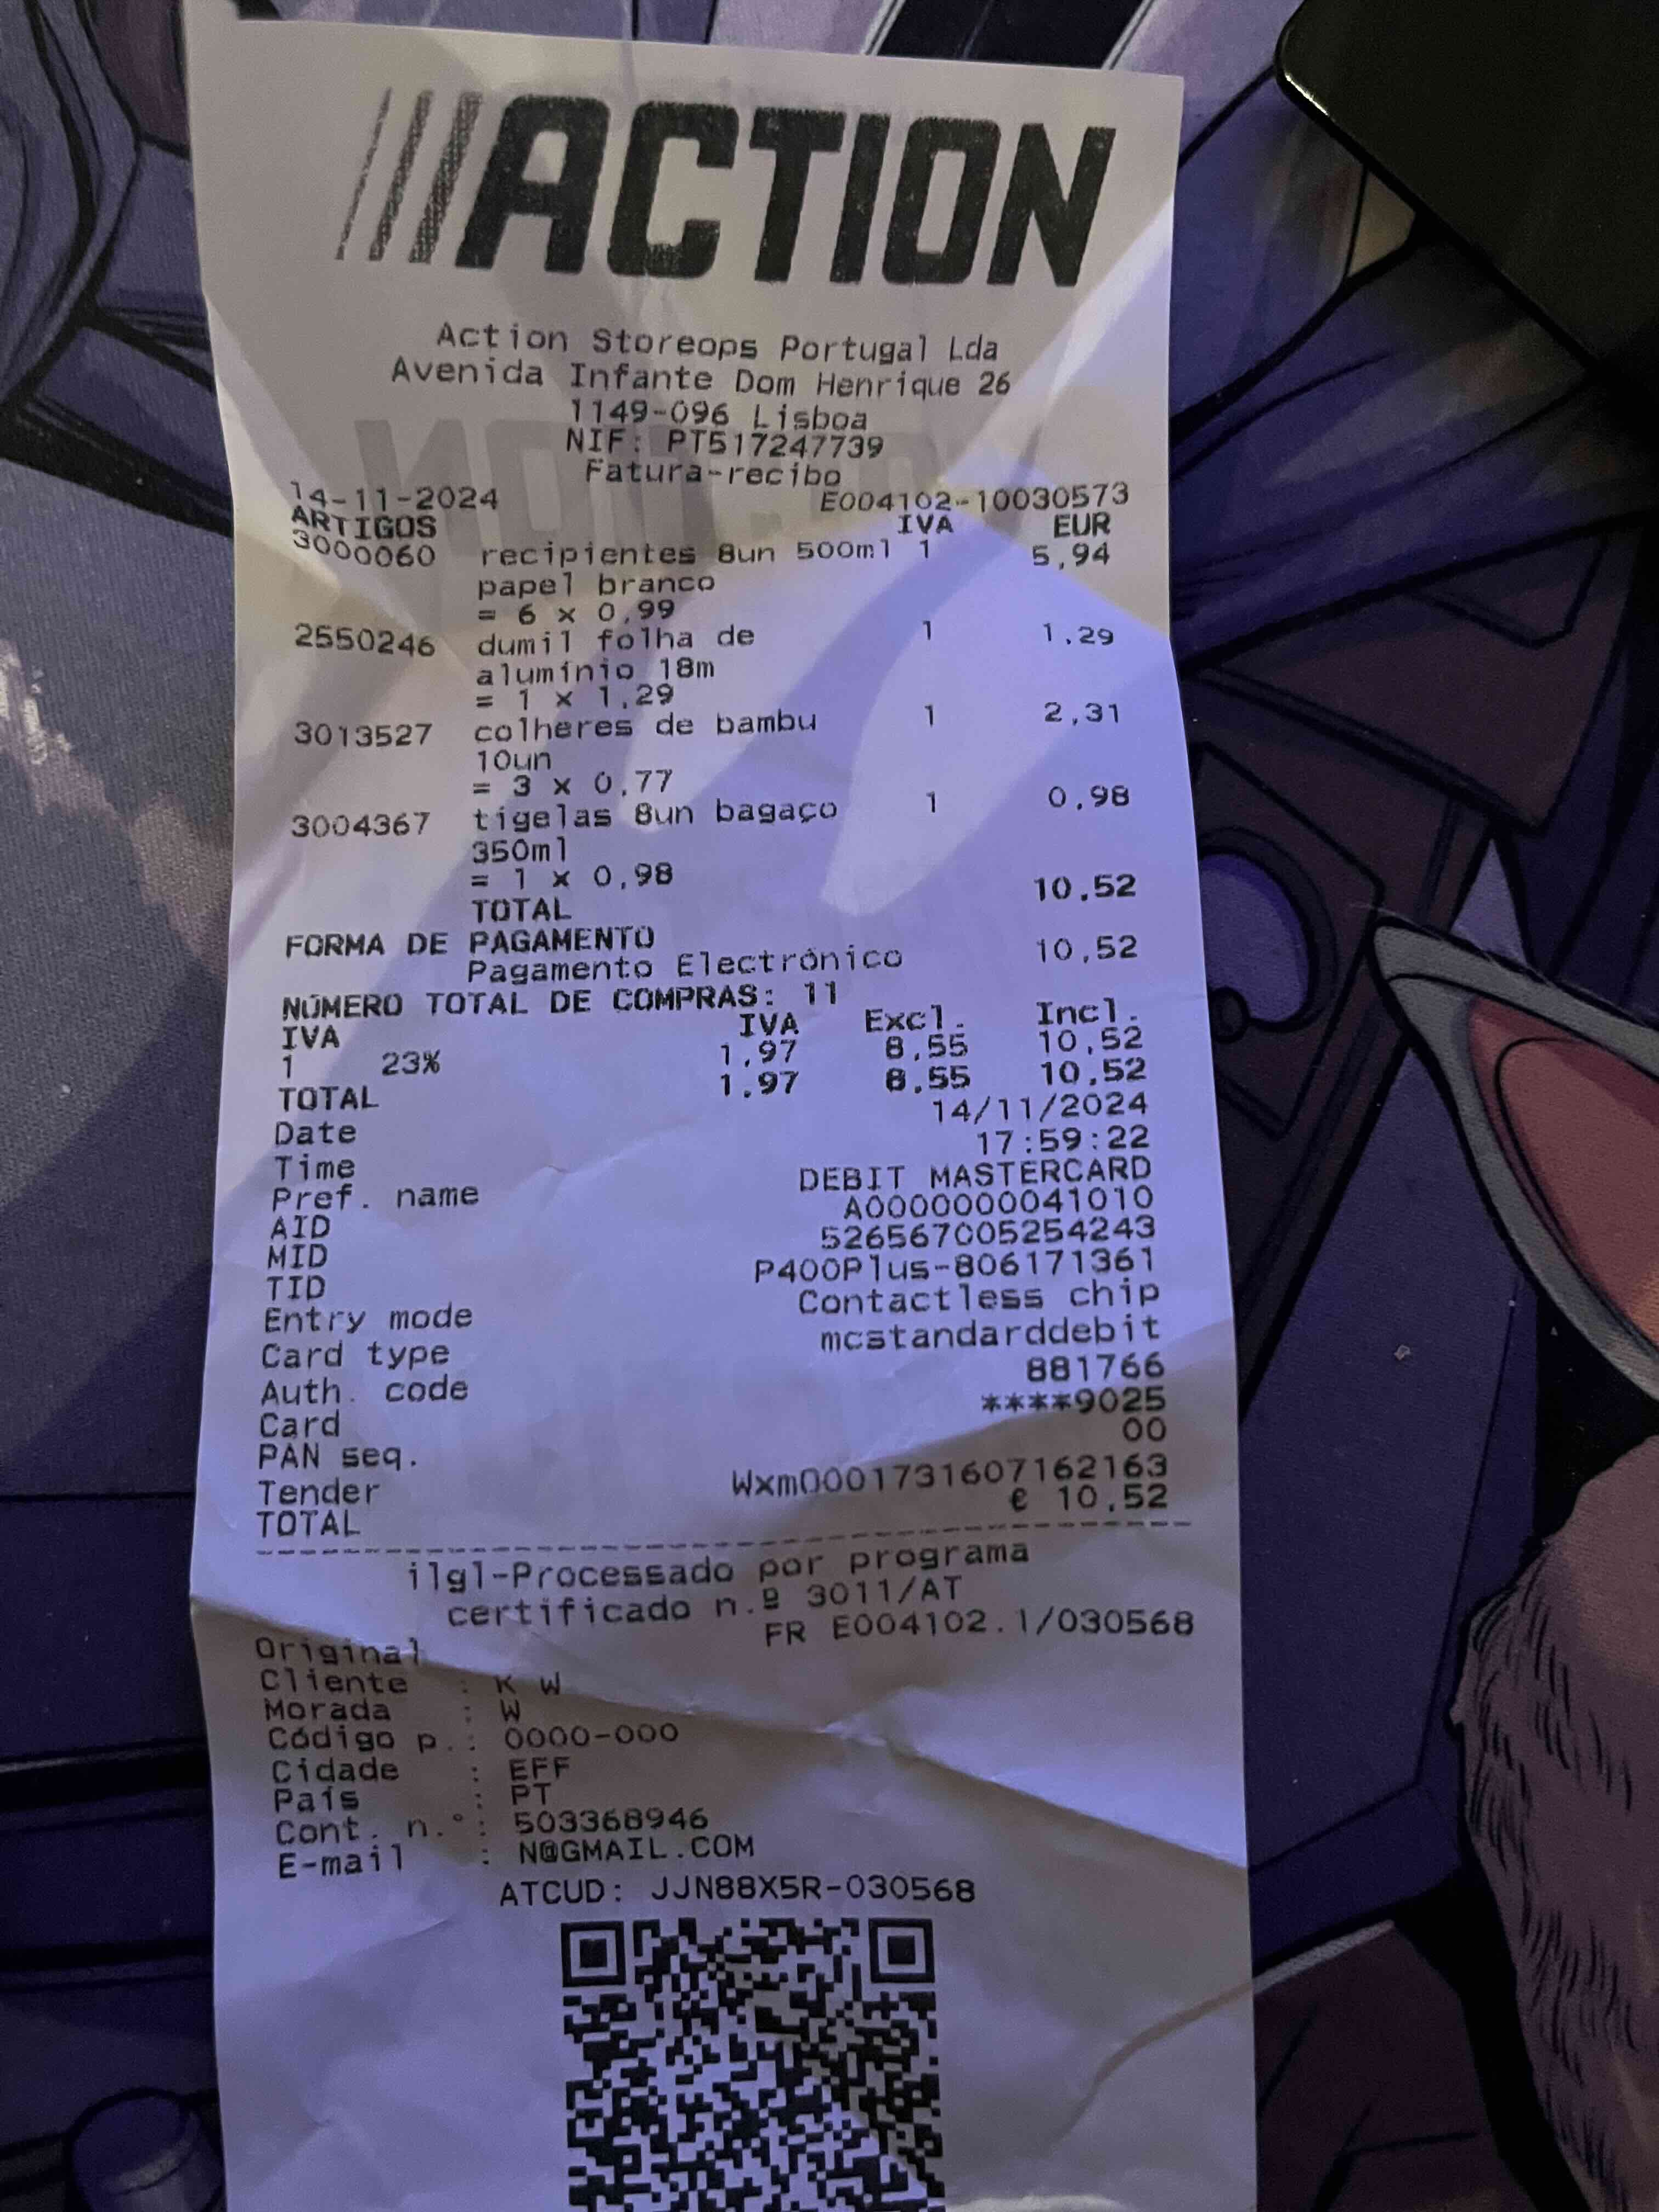 ///ACTION
Action Storeops Portugal Lda
Avenida Infante Dom Henrique 26
1149-096 Lisboa
NIF: PT517247739
Fatura-recibo
14-11-2024 E004102-10030573
ARTIGOS IVA EUR
3000060 recipientes 8un 500ml 1 5,94
papel branco
= 6 x 0,99
2550246 dumil folha de 1 1,29
alumínio 18m
= 1 x 1,29
3013527 colheres de bambu 1 2,31
10un
= 3 x 0,77
3004367 tigelas 8un bagaço 1 0,98
350ml
= 1 x 0,98
TOTAL 10,52
FORMA DE PAGAMENTO
Pagamento Electrónico 10,52
NÚMERO TOTAL DE COMPRAS: 11
IVA IVA Excl. Incl.
1 23% 1,97 8,55 10,52
TOTAL 1,97 8,55 10,52
Date 14/11/2024
Time 17:59:22
Pref. name DEBIT MASTERCARD
AID A0000000041010
MID 526567005254243
TID P400Plus-806171361
Entry mode Contactless chip
Card type mcstandarddebit
Auth. code 881766
Card ****9025
PAN seq. 00
Tender Wxm0001731607162163
TOTAL € 10,52
ilgl-Processado por programa
certificado n.º 3011/AT
FR E004102.1/030568
Original
Cliente : K W
Morada : W
Código p.: 0000-000
Cidade : EFF
País : PT
Cont. n.°: 503368946
E-mail : N@GMAIL.COM
ATCUD: JJN88X5R-030568